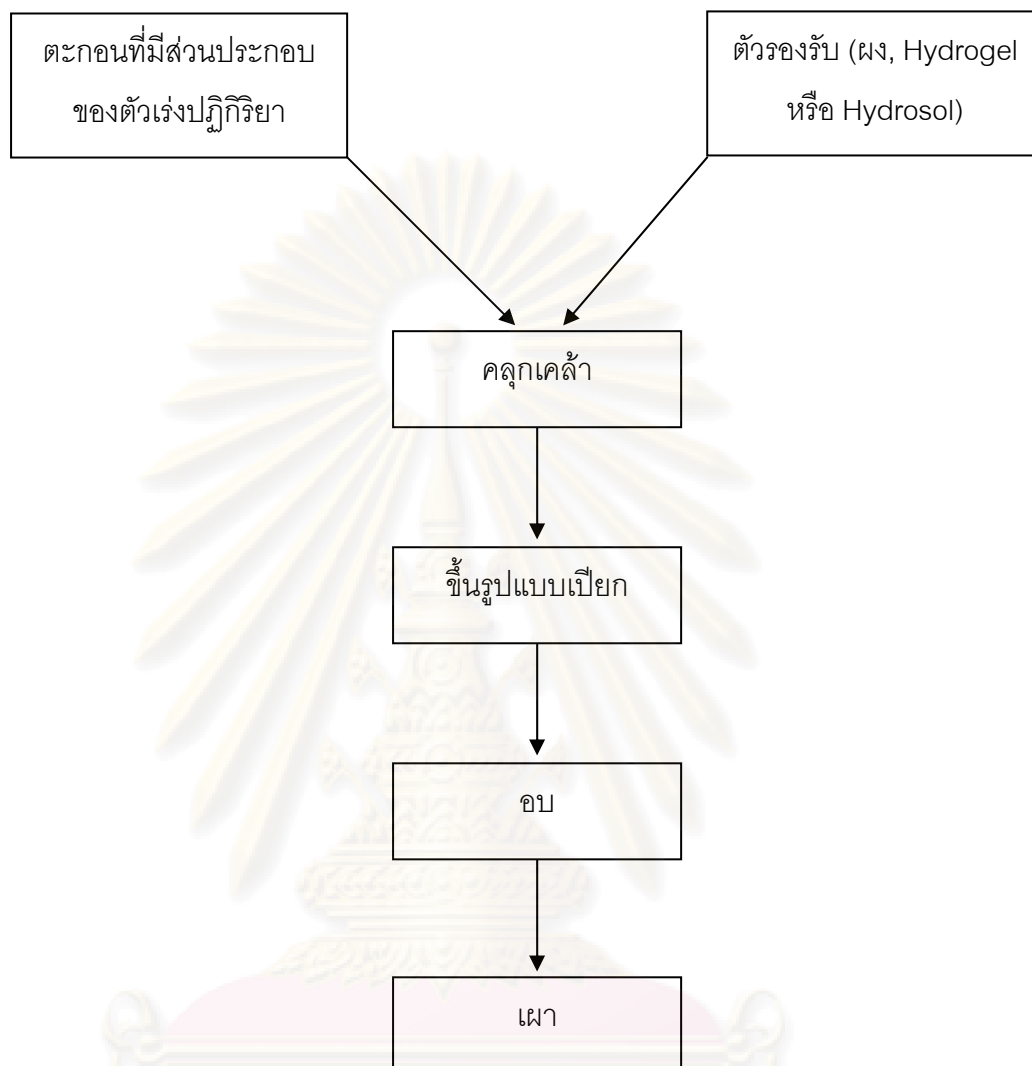 ตะกอนที่มีส่วนประกอบ
ของตัวเร่งปฏิกิริยา
ตัวรองรับ (ผง, Hydrogel
หรือ Hydrosol)
คลุกเคล้า
ขึ้นรูปแบบเปียก
อบ
เผา